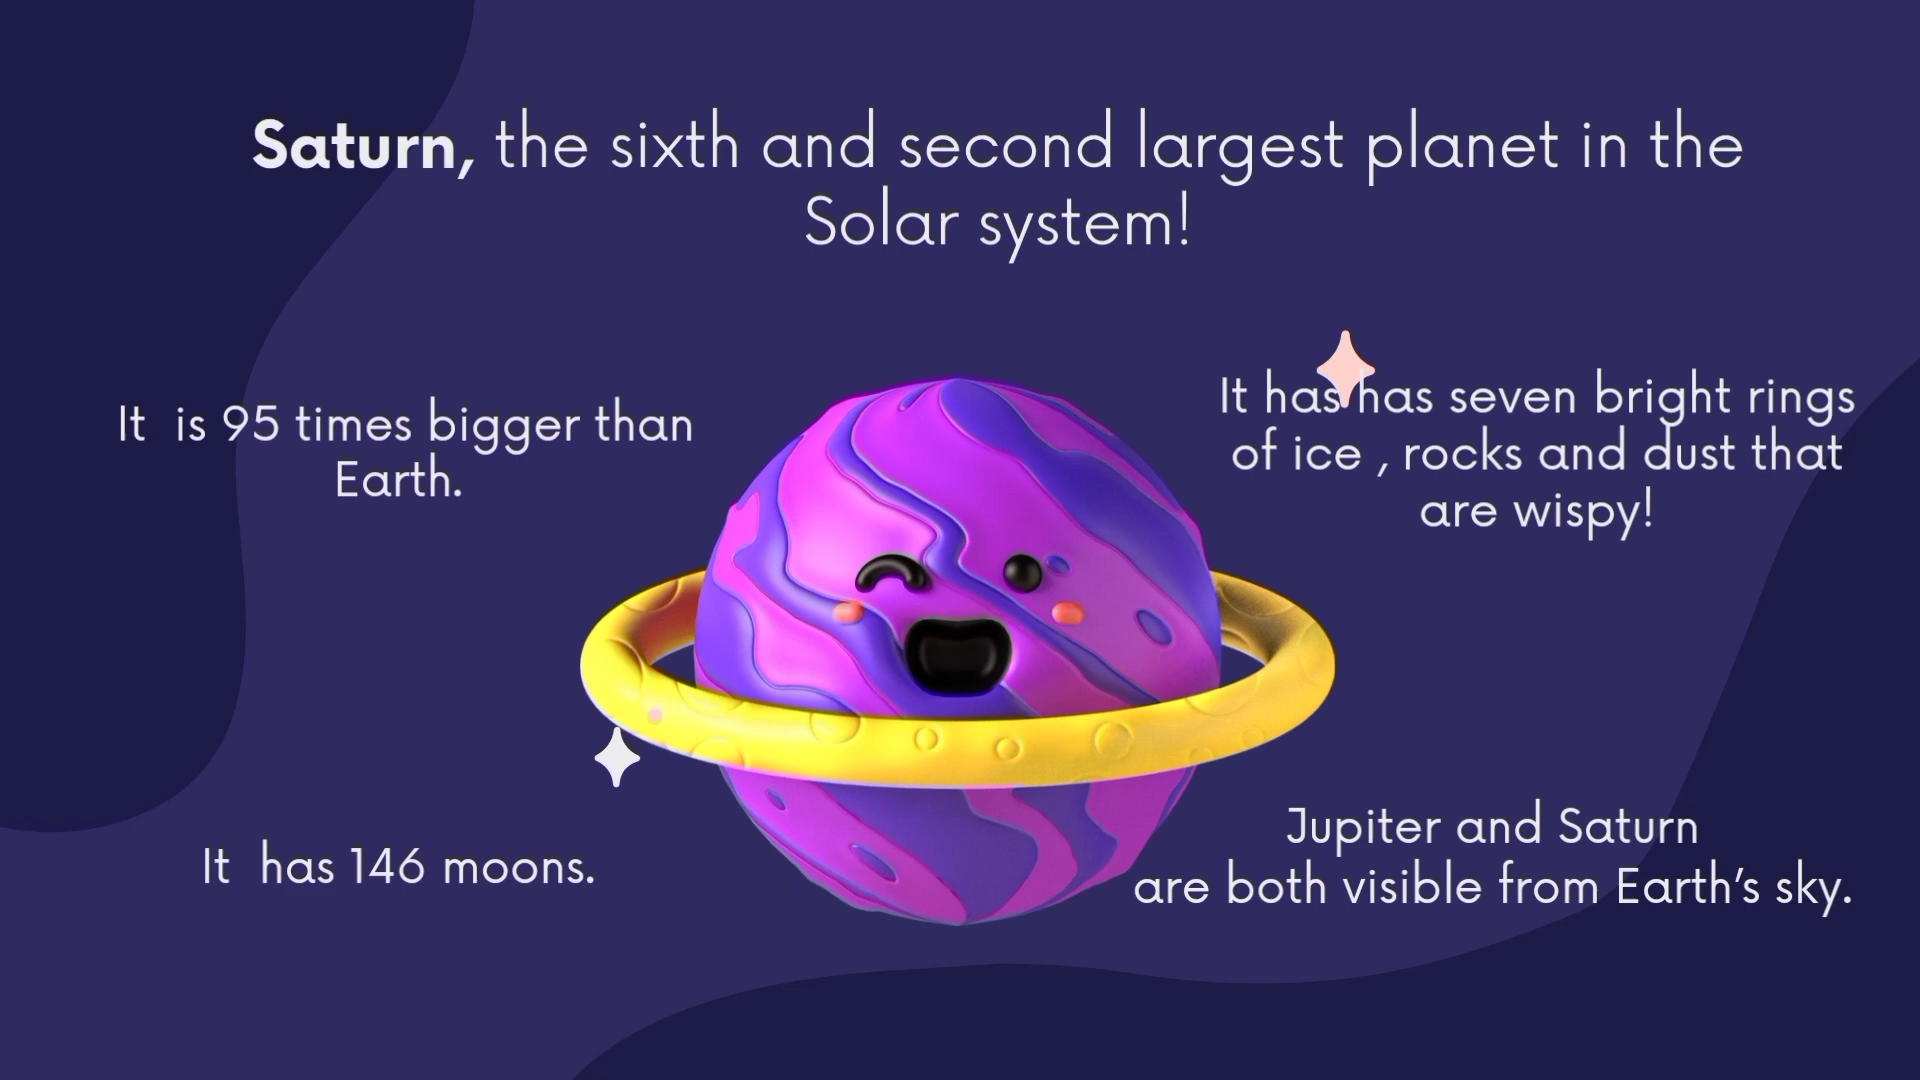 Saturn, the sixth and second largest planet in the
Solar system!
It is 95 times bigger than
Earth.
It has has seven bright rings
of ice , rocks and dust that
are wispy!
It has 146 moons.
Jupiter and Saturn
are both visible from Earth’s sky.